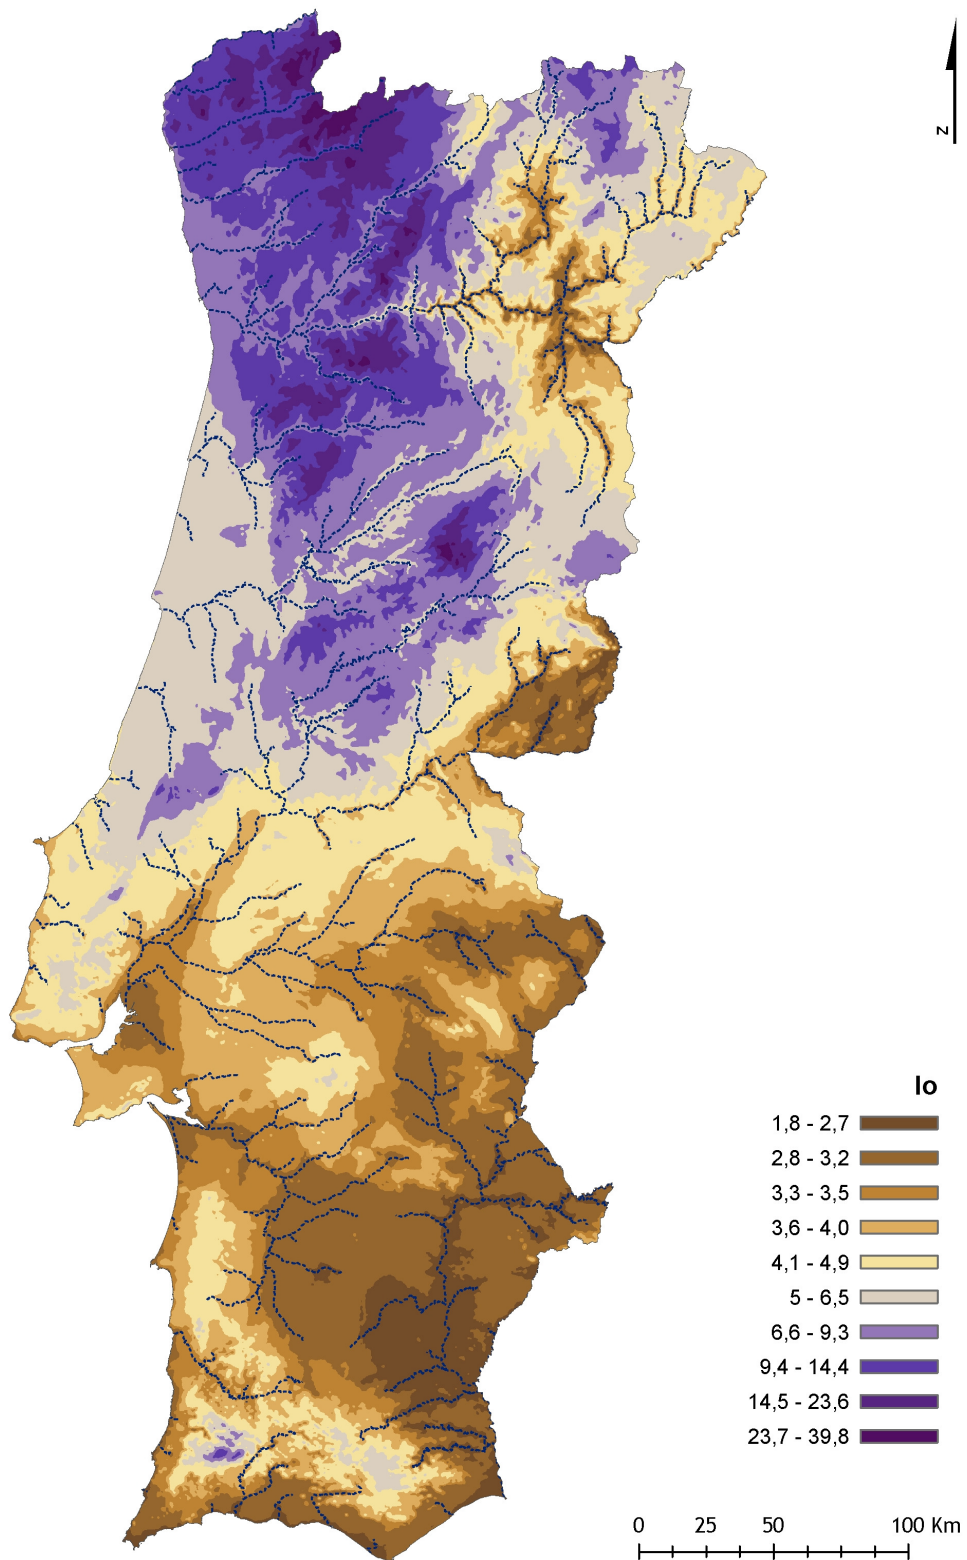 z
Io
1,8 - 2,7
2,8 - 3,2
3,3 - 3,5
3,6 - 4,0
4,1 - 4,9
5 - 6,5
6,6 - 9,3
9,4 - 14,4
14,5 - 23,6
23,7 - 39,8
0 25 50 100 Km